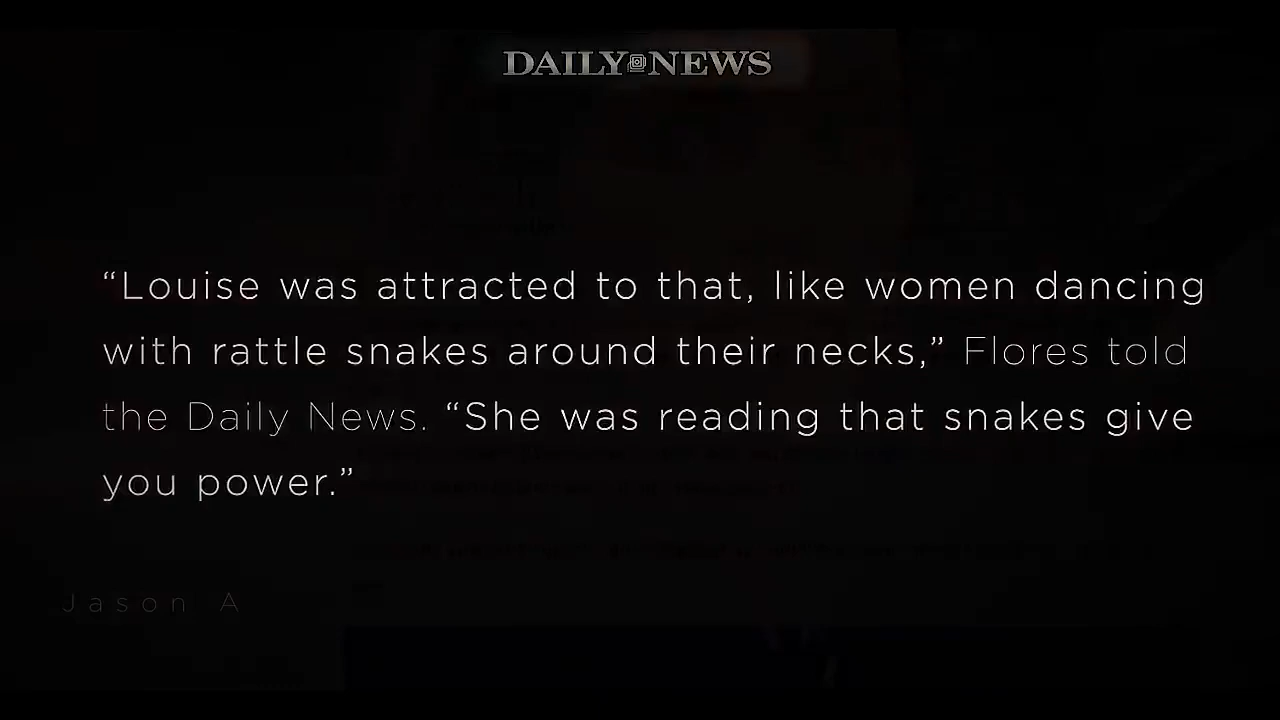 DAILY NEWS
“Louise was attracted to that, like women dancing
with rattle snakes around their necks,” Flores told
the Daily News. “She was reading that snakes give
you power.”
Jason A